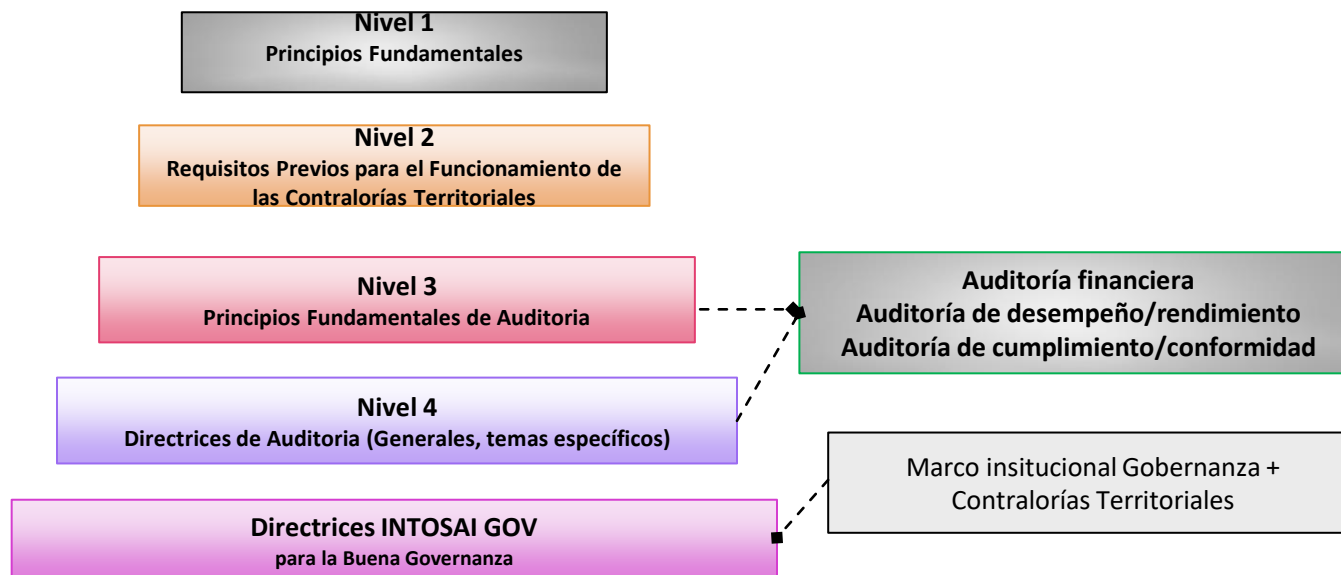 Nivel 1
Principios Fundamentales
Nivel 2
Requisitos Previos para el Funcionamiento de
las Contralorías Territoriales
Nivel 3
Principios Fundamentales de Auditoria
Auditoría financiera
Auditoría de desempeño/rendimiento
Auditoría de cumplimiento/conformidad
Nivel 4
Directrices de Auditoria (Generales, temas específicos)
Marco insitucional Gobernanza +
Contralorías Territoriales
Directrices INTOSAI GOV
para la Buena Governanza